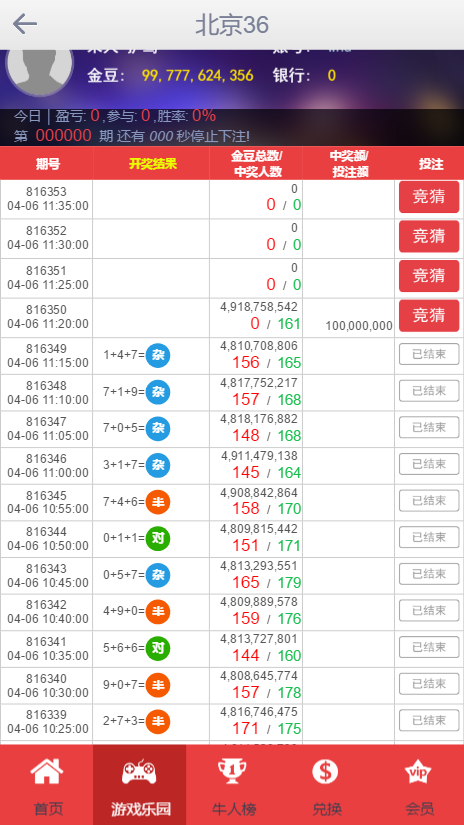 北京36
金豆： 99,777,624,356 银行： 0
今日 | 盈亏: 0 ,参与: 0 ,胜率: 0%
第 000000 期 还有 000 秒停止下注!
期号 开奖结果 金豆总数/ 中奖人数 中奖额/ 投注额 投注
816353 0
04-06 11:35:00 0 / 0 竞猜
816352 0
04-06 11:30:00 0 / 0 竞猜
816351 0
04-06 11:25:00 0 / 0 竞猜
816350 4,918,758,542
04-06 11:20:00 0 / 161 100,000,000 竞猜
816349 4,810,708,806
04-06 11:15:00 1+4+7=杂 156 / 165 已结束
816348 4,817,752,217
04-06 11:10:00 7+1+9=杂 157 / 168 已结束
816347 4,818,176,882
04-06 11:05:00 7+0+5=杂 148 / 168 已结束
816346 4,911,479,138
04-06 11:00:00 3+1+7=杂 145 / 164 已结束
816345 4,908,842,864
04-06 10:55:00 7+4+6=半 158 / 170 已结束
816344 4,809,815,442
04-06 10:50:00 0+1+1=对 151 / 171 已结束
816343 4,813,293,551
04-06 10:45:00 0+5+7=杂 165 / 179 已结束
816342 4,809,889,578
04-06 10:40:00 4+9+0=半 159 / 176 已结束
816341 4,813,727,801
04-06 10:35:00 5+6+6=对 144 / 160 已结束
816340 4,808,645,774
04-06 10:30:00 9+0+7=半 157 / 178 已结束
816339 4,816,746,475
04-06 10:25:00 2+7+3=半 171 / 175 已结束
首页 游戏乐园 牛人榜 兑换 会员